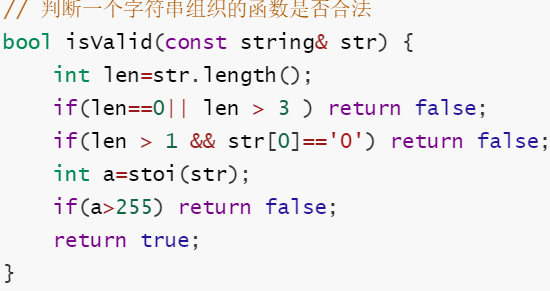 // 判断一个字符串组织的函数是否合法
bool isValid(const string& str) {
    int len=str.length();
    if(len==0|| len > 3 ) return false;
    if(len > 1 && str[0]=='0') return false;
    int a=stoi(str);
    if(a>255) return false;
    return true;
}